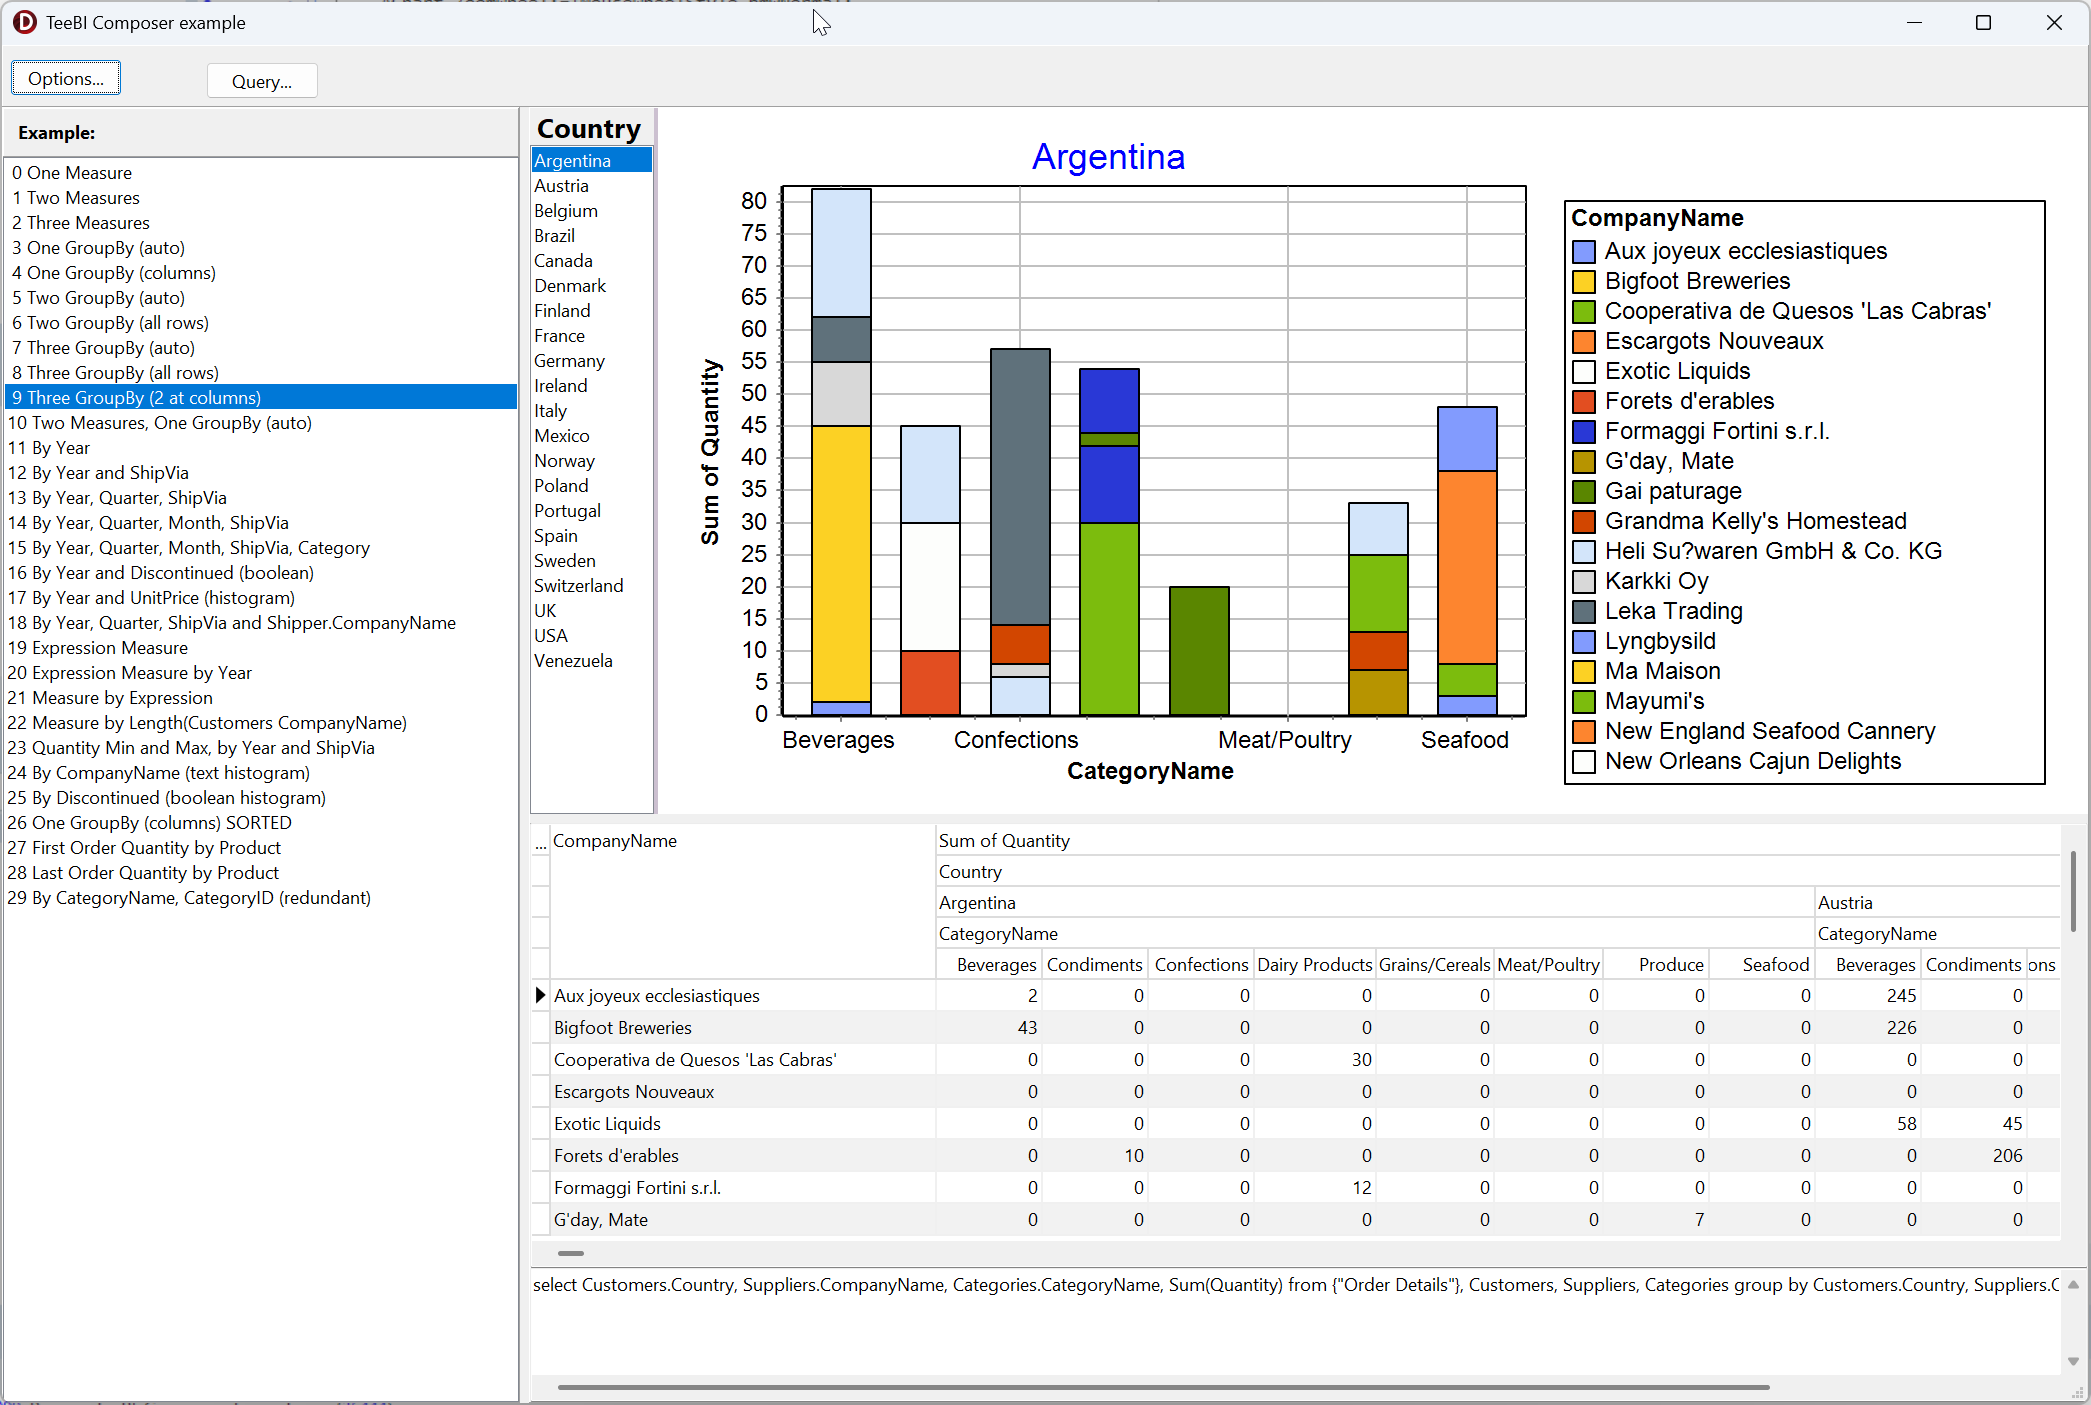 TeeBI Composer example
Options...
Query...
Example:
0 One Measure
1 Two Measures
2 Three Measures
3 One GroupBy (auto)
4 One GroupBy (columns)
5 Two GroupBy (auto)
6 Two GroupBy (all rows)
7 Three GroupBy (auto)
8 Three GroupBy (all rows)
9 Three GroupBy (2 at columns)
10 Two Measures, One GroupBy (auto)
11 By Year
12 By Year and ShipVia
13 By Year, Quarter, ShipVia
14 By Year, Quarter, Month, ShipVia
15 By Year, Quarter, Month, ShipVia, Category
16 By Year and Discontinued (boolean)
17 By Year and UnitPrice (histogram)
18 By Year, Quarter, ShipVia and Shipper.CompanyName
19 Expression Measure
20 Expression Measure by Year
21 Measure by Expression
22 Measure by Length(Customers CompanyName)
23 Quantity Min and Max, by Year and ShipVia
24 By CompanyName (text histogram)
25 By Discontinued (boolean histogram)
26 One GroupBy (columns) SORTED
27 First Order Quantity by Product
28 Last Order Quantity by Product
29 By CategoryName, CategoryID (redundant)
Country
Argentina
Austria
Belgium
Brazil
Canada
Denmark
Finland
France
Germany
Ireland
Italy
Mexico
Norway
Poland
Portugal
Spain
Sweden
Switzerland
UK
USA
Venezuela
Argentina
Sum of Quantity
80
75
70
65
60
55
50
45
40
35
30
25
20
15
10
5
0
Beverages Confections Meat/Poultry Seafood
CategoryName
CompanyName
Aux joyeux ecclesiastiques
Bigfoot Breweries
Cooperativa de Quesos 'Las Cabras'
Escargots Nouveaux
Exotic Liquids
Forets d'erables
Formaggi Fortini s.r.l.
G'day, Mate
Gai paturage
Grandma Kelly's Homestead
Heli Su?waren GmbH & Co. KG
Karkki Oy
Leka Trading
Lyngbysild
Ma Maison
Mayumi's
New England Seafood Cannery
New Orleans Cajun Delights
... CompanyName Sum of Quantity
Country
Argentina Austria
CategoryName CategoryName
Beverages Condiments Confections Dairy Products Grains/Cereals Meat/Poultry Produce Seafood Beverages Condiments ons
Aux joyeux ecclesiastiques 2 0 0 0 0 0 0 0 245 0
Bigfoot Breweries 43 0 0 0 0 0 0 0 226 0
Cooperativa de Quesos 'Las Cabras' 0 0 0 30 0 0 0 0 0 0
Escargots Nouveaux 0 0 0 0 0 0 0 0 0 0
Exotic Liquids 0 0 0 0 0 0 0 0 58 45
Forets d'erables 0 10 0 0 0 0 0 0 0 206
Formaggi Fortini s.r.l. 0 0 0 12 0 0 0 0 0 0
G'day, Mate 0 0 0 0 0 0 7 0 0 0
select Customers.Country, Suppliers.CompanyName, Categories.CategoryName, Sum(Quantity) from {"Order Details"}, Customers, Suppliers, Categories group by Customers.Country, Suppliers.C